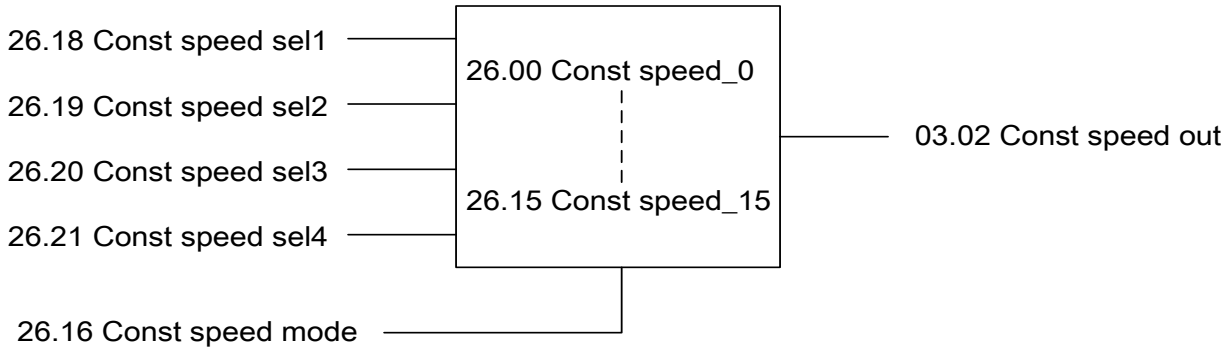 26.18 Const speed sel1
26.00 Const speed_0
26.19 Const speed sel2
03.02 Const speed out
26.20 Const speed sel3
26.15 Const speed_15
26.21 Const speed sel4
26.16 Const speed mode